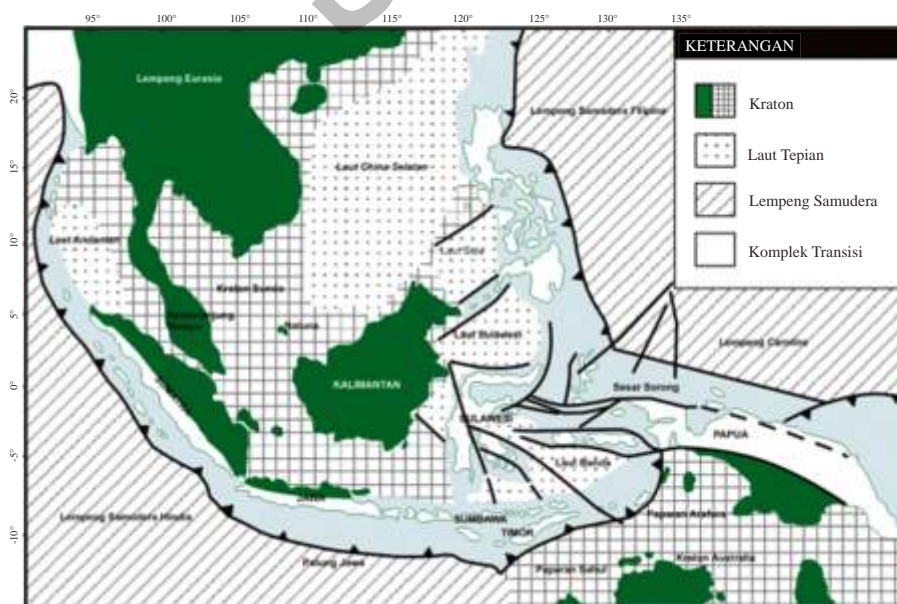 95° 100° 105° 110° 115° 120° 125° 130° 135°
KETERANGAN
Kraton
Laut Tepian
Lempeng Samudera
Komplek Transisi
20°
15°
10°
5°
0°
-5°
-10°
Lempeng Eurasia
Lempeng Samudera Filipina
Laut China Selatan
Laut Andaman
Laut Sulu
Kraton Sunda
Natuna
Laut Sulawesi
Lempeng Caroline
KALIMANTAN
Sesar Sorong
SULAWESI
PAPUA
Laut Banda
JAWA
Lempeng Samudera Hindia
SUMBAWA
TIMOR
Paparan Arafura
Palung Jawa
Paparan Sahul
Kraton Australia